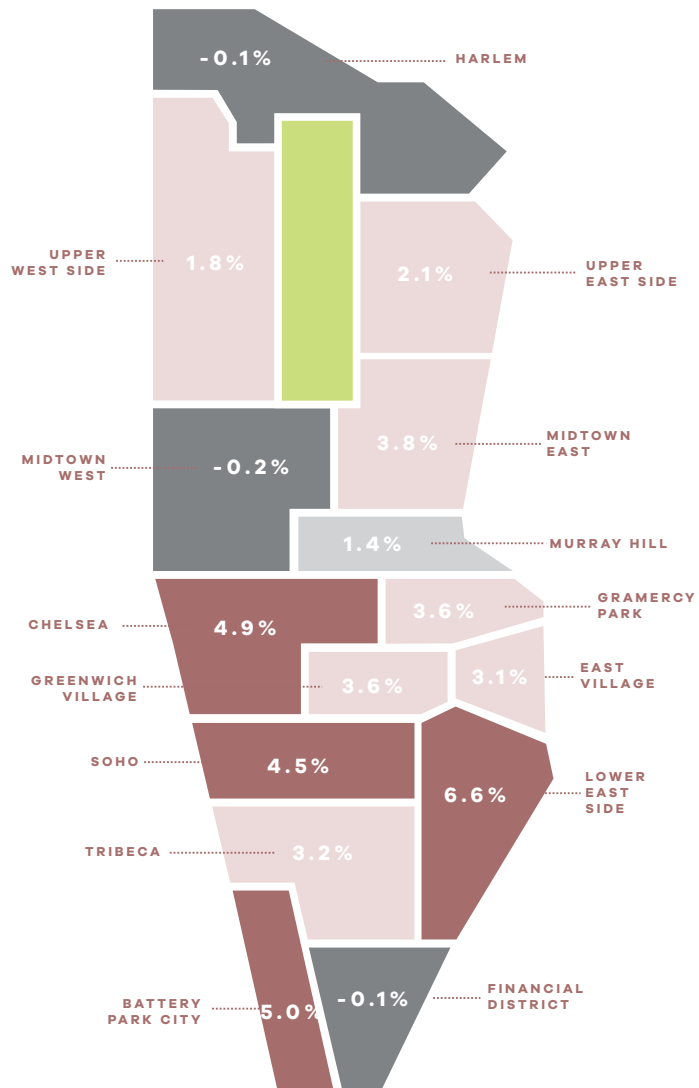 -0.1%
HARLEM
UPPER
WEST SIDE
1.8%
2.1%
UPPER
EAST SIDE
3.8%
MIDTOWN
EAST
MIDTOWN
WEST
-0.2%
1.4%
MURRAY HILL
CHELSEA
4.9%
3.6%
GRAMERCY
PARK
GREENWICH
VILLAGE
3.6%
3.1%
EAST
VILLAGE
SOHO
4.5%
6.6%
LOWER
EAST
SIDE
TRIBECA
3.2%
BATTERY
PARK CITY
5.0%
-0.1%
FINANCIAL
DISTRICT